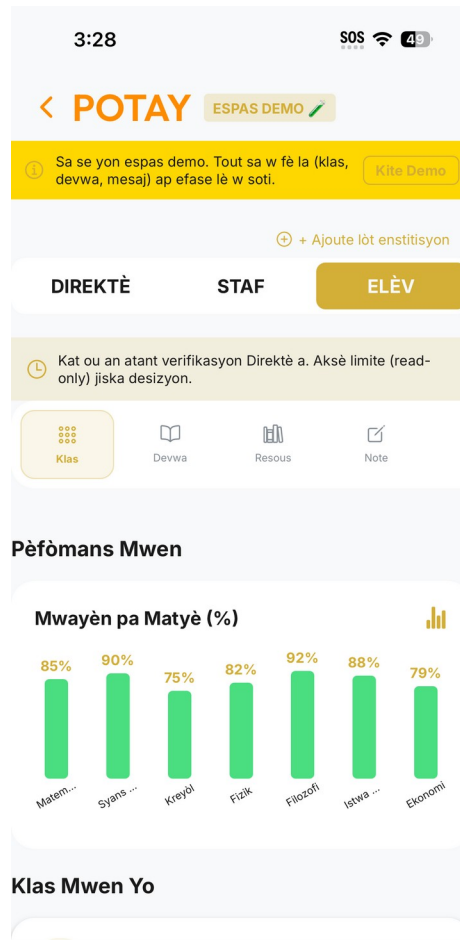 3:28
SOS
49
POTAY
ESPAS DEMO
Sa se yon espas demo. Tout sa w fè la (klas,
devwa, mesaj) ap efase lè w soti.
Kite Demo
+ Ajoute lòt enstitisyon
DIREKTÈ
STAF
ELÈV
Kat ou an atant verifikasyon Direktè a. Aksè limite (read-
only) jiska desizyon.
Klas
Devwa
Resous
Note
Pèfòmans Mwen
Mwayèn pa Matyè (%)
85%
90%
75%
82%
92%
88%
79%
Matem...
Syans ...
Kreyòl
Fizik
Filozofi
Istwa ...
Ekonomi
Klas Mwen Yo